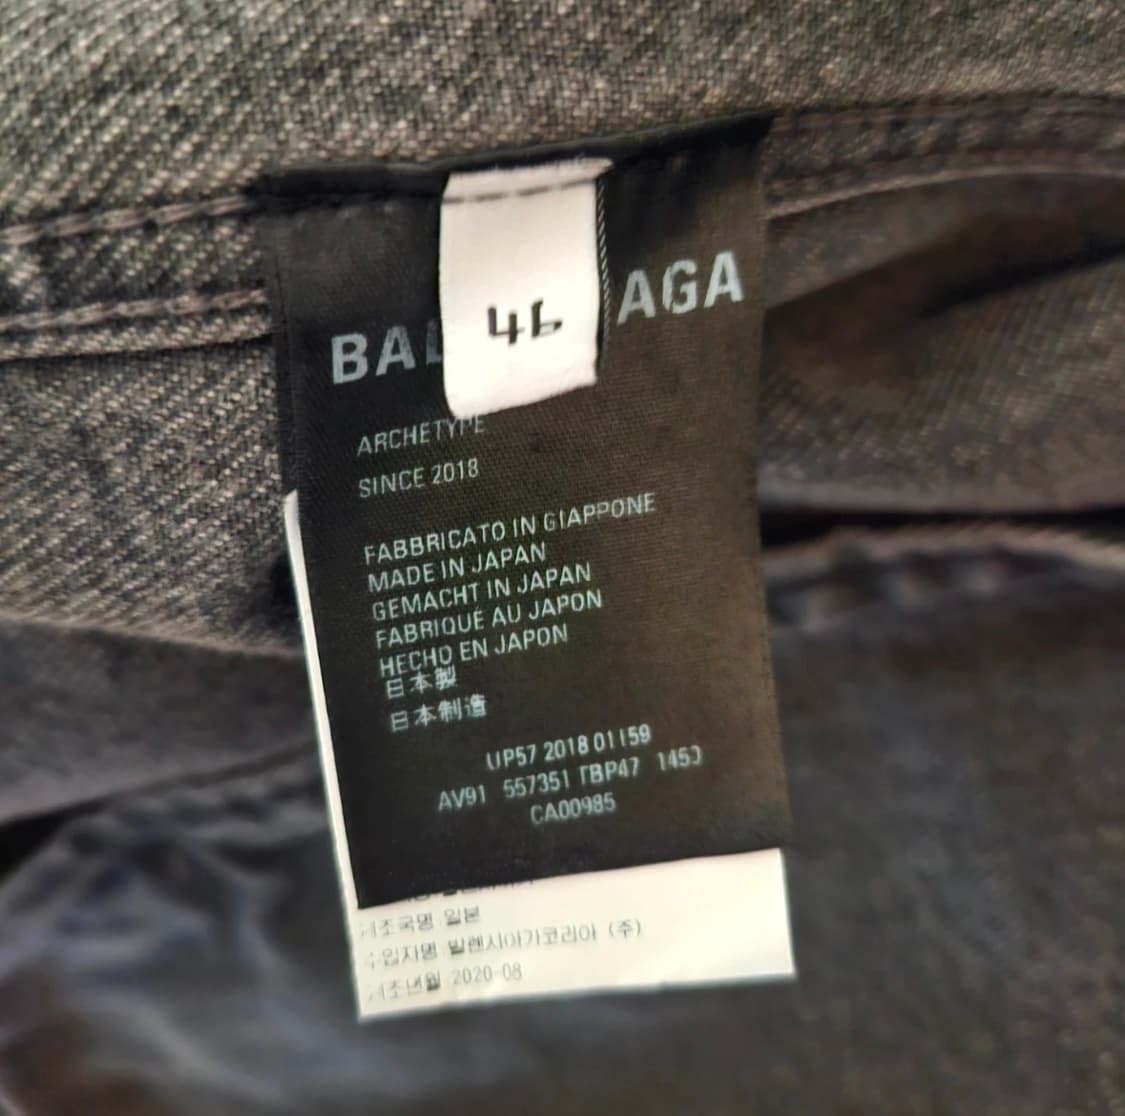 46
BAL AGA
ARCHETYPE
SINCE 2018
FABBRICATO IN GIAPPONE
MADE IN JAPAN
GEMACHT IN JAPAN
FABRIQUÉ AU JAPON
HECHO EN JAPON
日本製
日本制造
UP57 2018 01159
AV91 557351 TBP47 1450
CA00985
제조국명 일본
수입자명 발렌시아가코리아 (주)
제조년월 2020-08